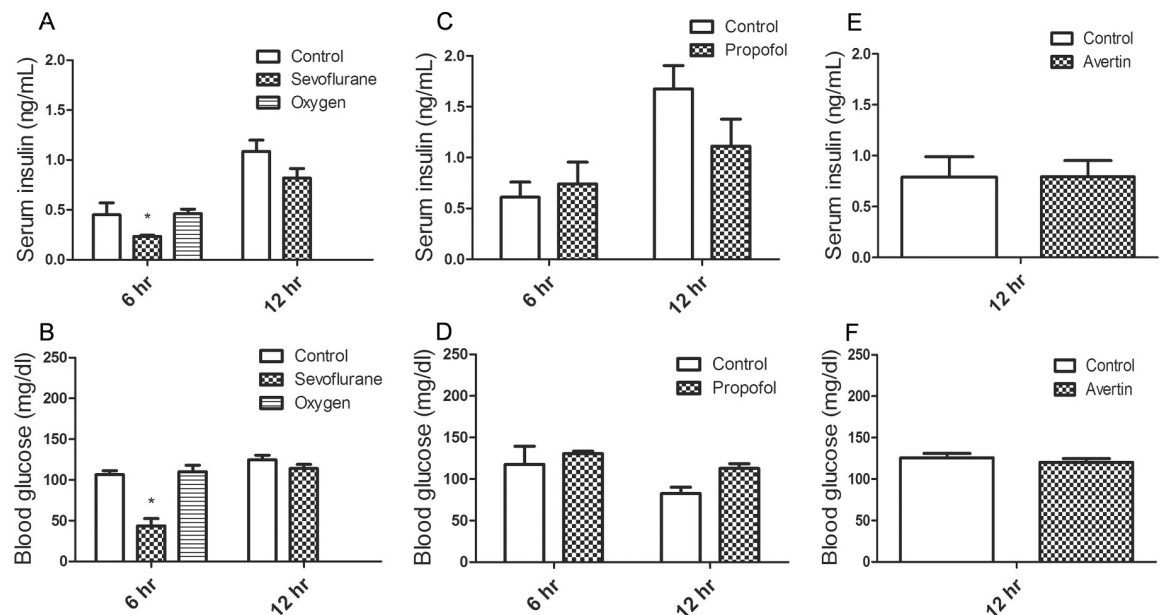 A
Serum insulin (ng/mL)
2.0
1.5
1.0
0.5
0.0
Control
Sevoflurane
Oxygen
*
6 hr
12 hr
C
Serum insulin (ng/mL)
2.0
1.5
1.0
0.5
0.0
Control
Propofol
6 hr
12 hr
E
Serum insulin (ng/mL)
2.0
1.5
1.0
0.5
0.0
Control
Avertin
12 hr
B
Blood glucose (mg/dl)
250
200
150
100
50
0
Control
Sevoflurane
Oxygen
*
6 hr
12 hr
D
Blood glucose (mg/dl)
250
200
150
100
50
0
Control
Propofol
6 hr
12 hr
F
Blood glucose (mg/dl)
250
200
150
100
50
0
Control
Avertin
12 hr